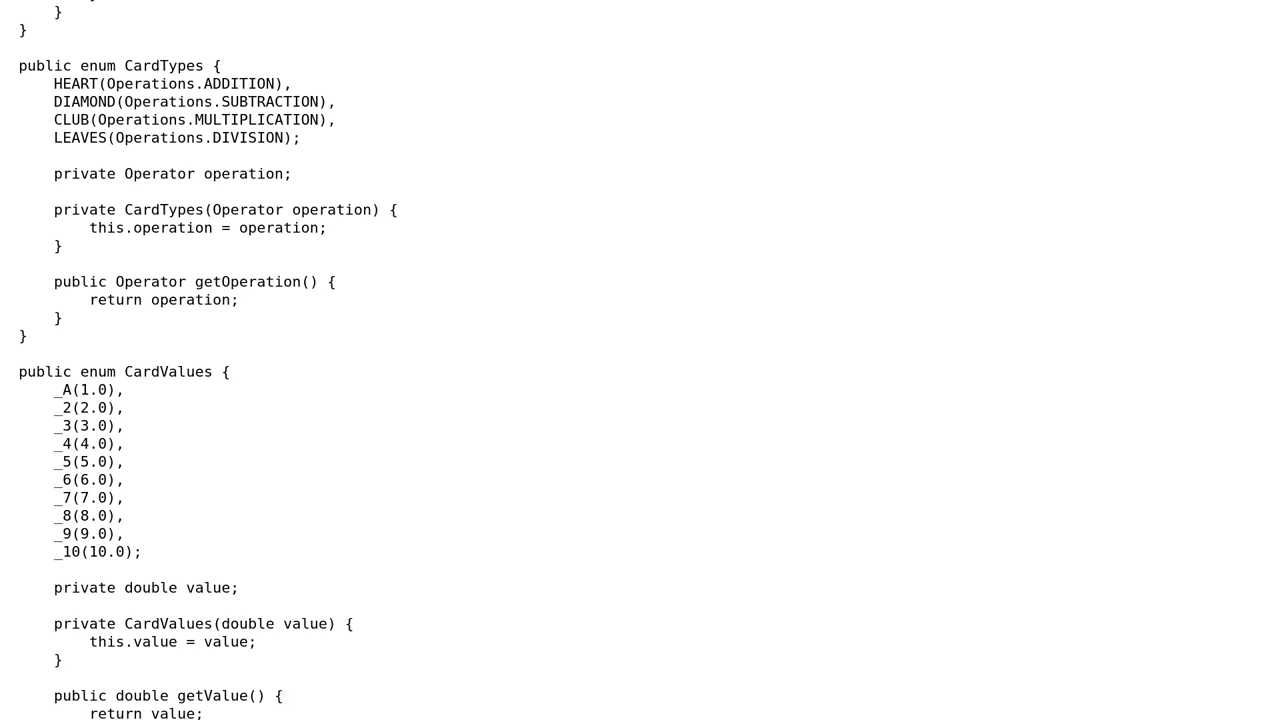 }
}

public enum CardTypes {
    HEART(Operations.ADDITION),
    DIAMOND(Operations.SUBTRACTION),
    CLUB(Operations.MULTIPLICATION),
    LEAVES(Operations.DIVISION);

    private Operator operation;

    private CardTypes(Operator operation) {
        this.operation = operation;
    }

    public Operator getOperation() {
        return operation;
    }
}

public enum CardValues {
    _A(1.0),
    _2(2.0),
    _3(3.0),
    _4(4.0),
    _5(5.0),
    _6(6.0),
    _7(7.0),
    _8(8.0),
    _9(9.0),
    _10(10.0);

    private double value;

    private CardValues(double value) {
        this.value = value;
    }

    public double getValue() {
        return value;